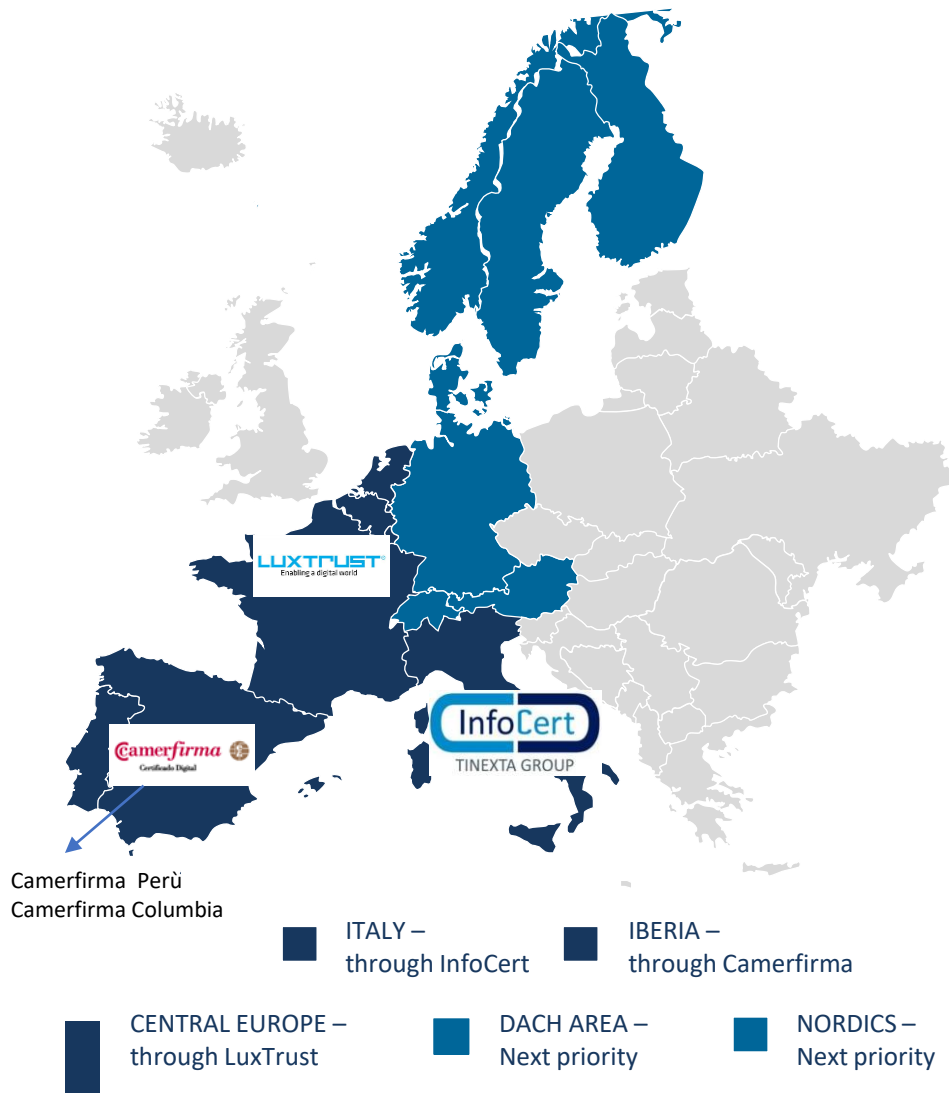 LUXTRUST®
Enabling a digital world
Camerfirma
Certificado Digital
InfoCert
TINEXTA GROUP
Camerfirma Perù
Camerfirma Columbia
ITALY –
through InfoCert
IBERIA –
through Camerfirma
CENTRAL EUROPE –
through LuxTrust
DACH AREA –
Next priority
NORDICS –
Next priority